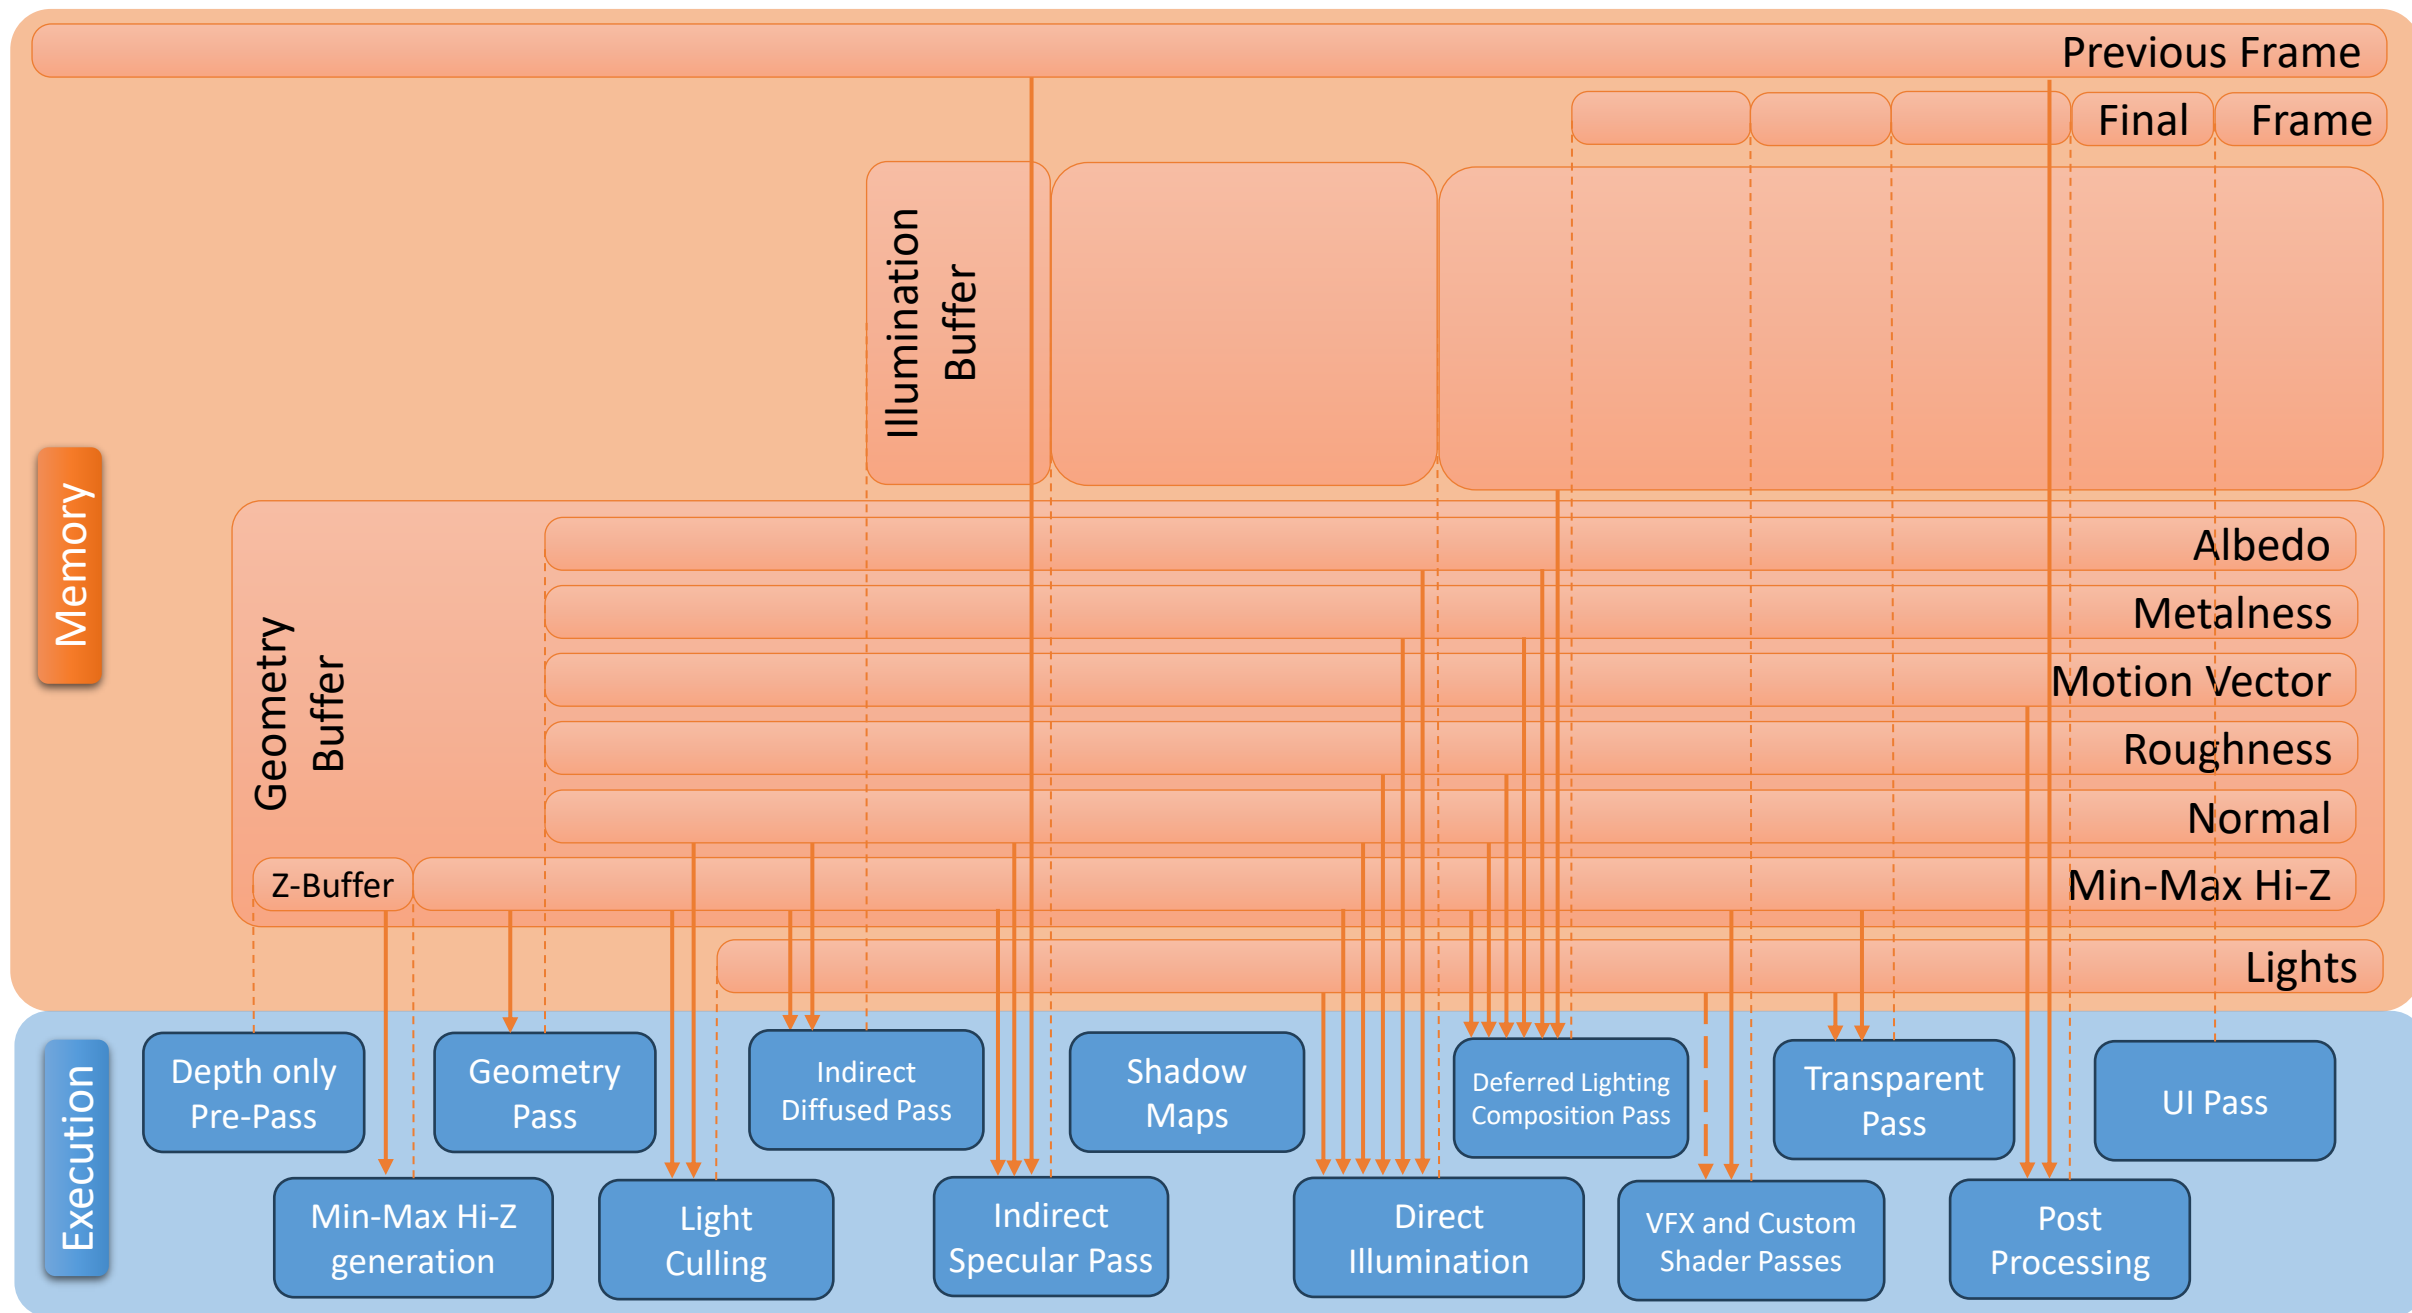 Previous Frame
Final Frame
Illumination
Buffer
Memory
Geometry
Buffer
Albedo
Metalness
Motion Vector
Roughness
Normal
Z-Buffer
Min-Max Hi-Z
Lights
Execution
Depth only
Pre-Pass
Geometry
Pass
Indirect
Diffused Pass
Shadow
Maps
Deferred Lighting
Composition Pass
Transparent
Pass
UI Pass
Min-Max Hi-Z
generation
Light
Culling
Indirect
Specular Pass
Direct
Illumination
VFX and Custom
Shader Passes
Post
Processing